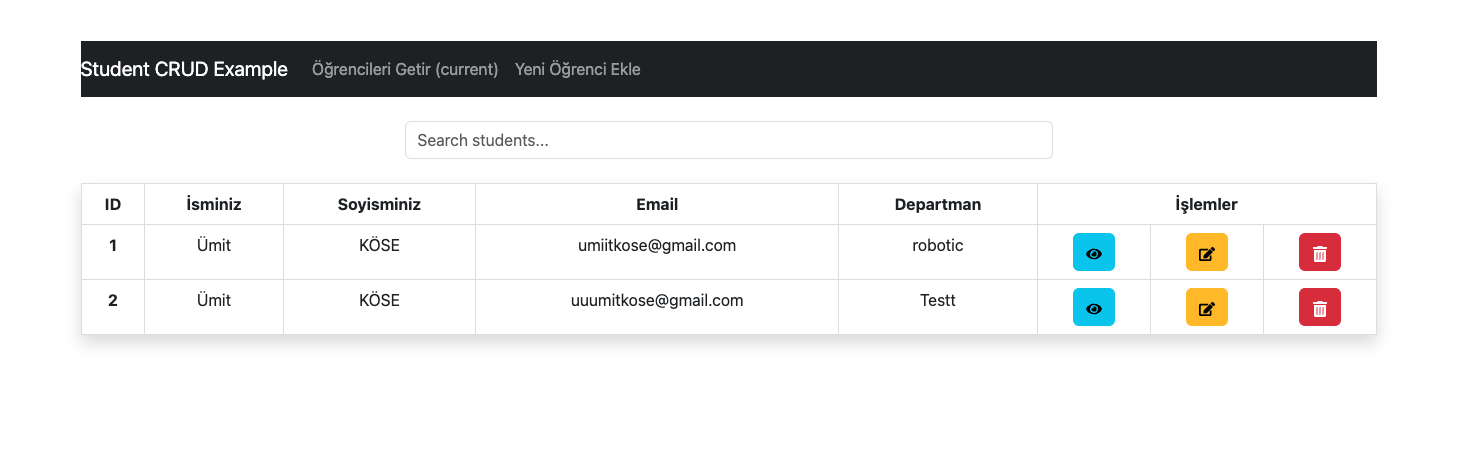 Student CRUD Example Öğrencileri Getir (current) Yeni Öğrenci Ekle
Search students...
ID İsminiz Soyisminiz Email Departman İşlemler
1 Ümit KÖSE umiitkose@gmail.com robotic
2 Ümit KÖSE uuumitkose@gmail.com Testt